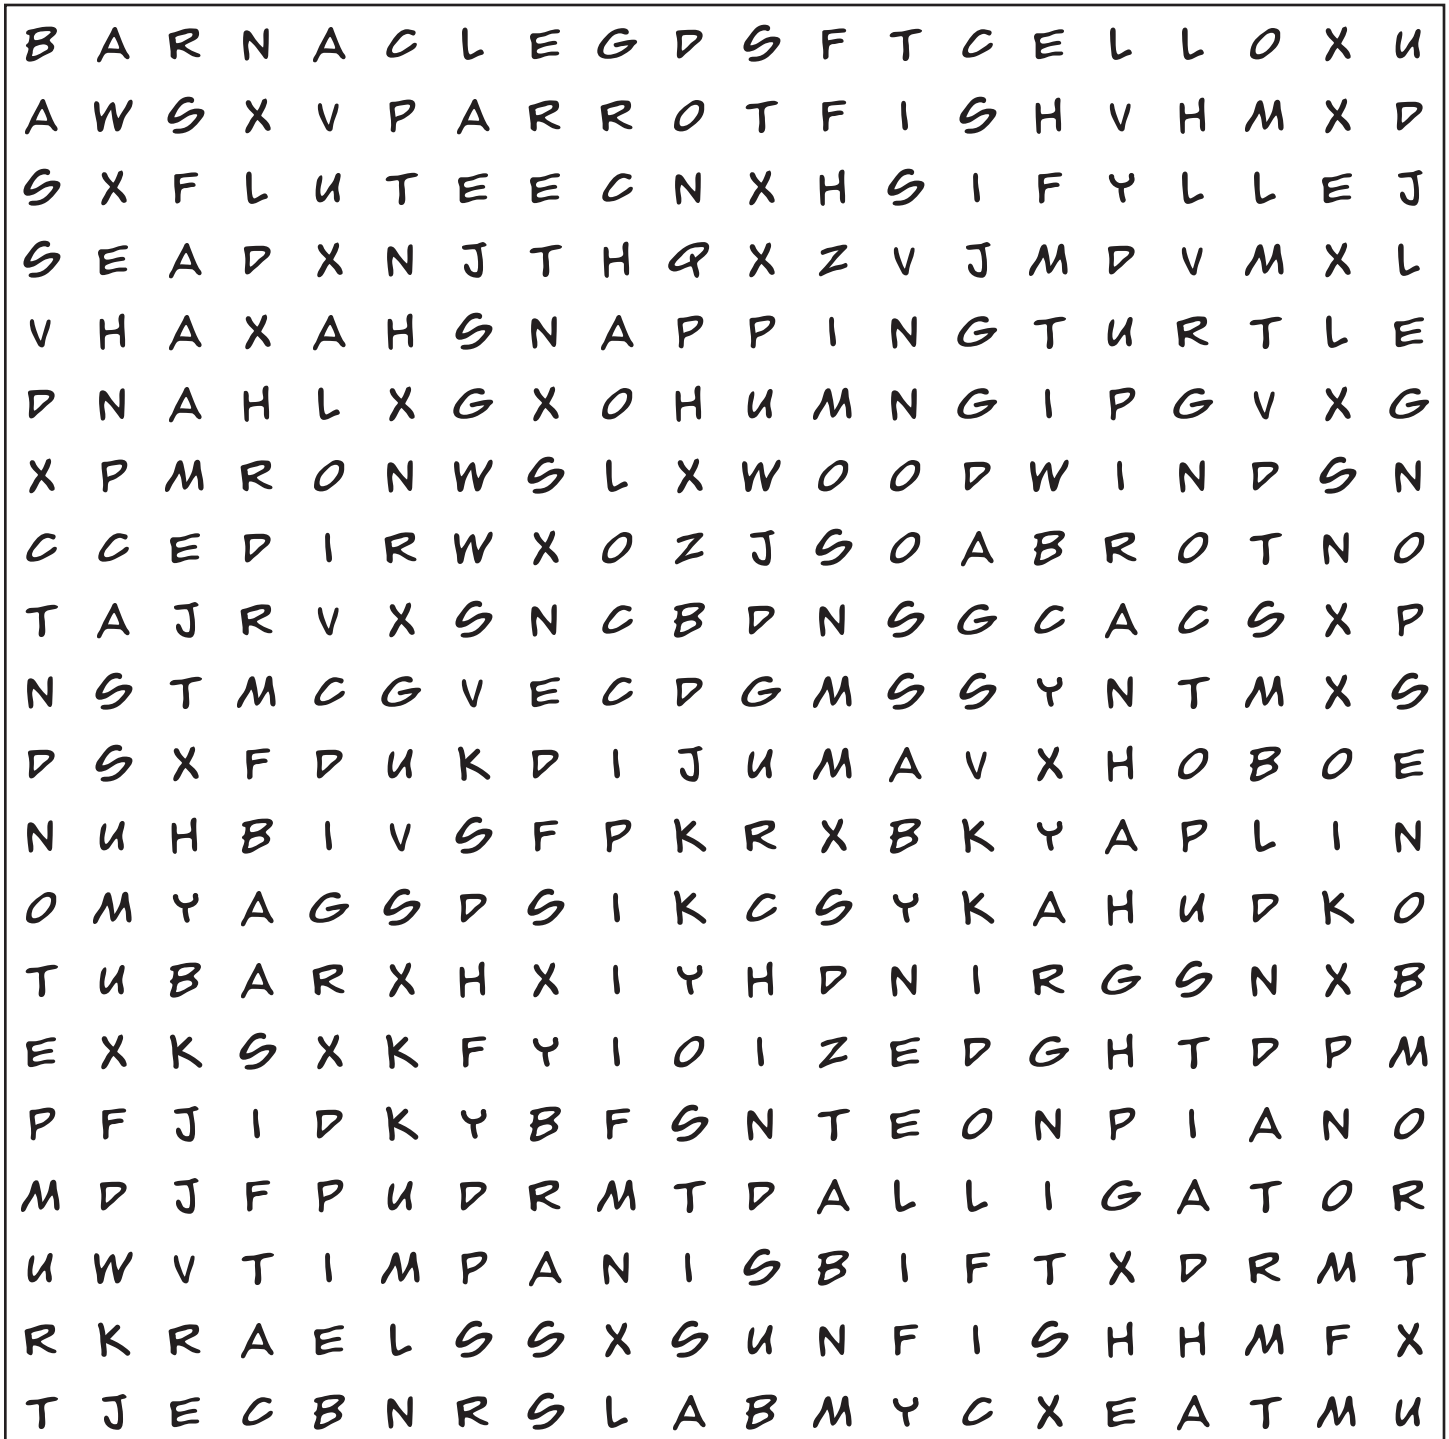 B A R N A C L E G D S F T C E L L O X U
A W S X V P A R R O T F I S H V H M X D
S X F L U T E E C N X H S I F Y L L E J
S E A D X N J T H Q X Z V J M D V M X L
V H A X A H S N A P P I N G T U R T L E
D N A H L X G X O H U M N G I P G V X G
X P M R O N W S L X W O O D W I N D S N
C C E D I R W X O Z J S O A B R O T N O
T A J R V X S N C B D N S G C A C S X P
N S T M C G V E C D G M S S Y N T M X S
D S X F D U K D I J U M A V X H O B O E
N U H B I V S F P K R X B K Y A P L I N
O M Y A G S D S I K C S Y K A H U D K O
T U B A R X H X I Y H D N I R G S N X B
E X K S X K F Y I O I Z E D G H T D P M
P F J I D K Y B F S N T E O N P I A N O
M D J F P U D R M T D A L L I G A T O R
U W V T I M P A N I S B I F T X D R M T
R K R A E L S S X S U N F I S H H M F X
T J E C B N R S L A B M Y C X E A T M U